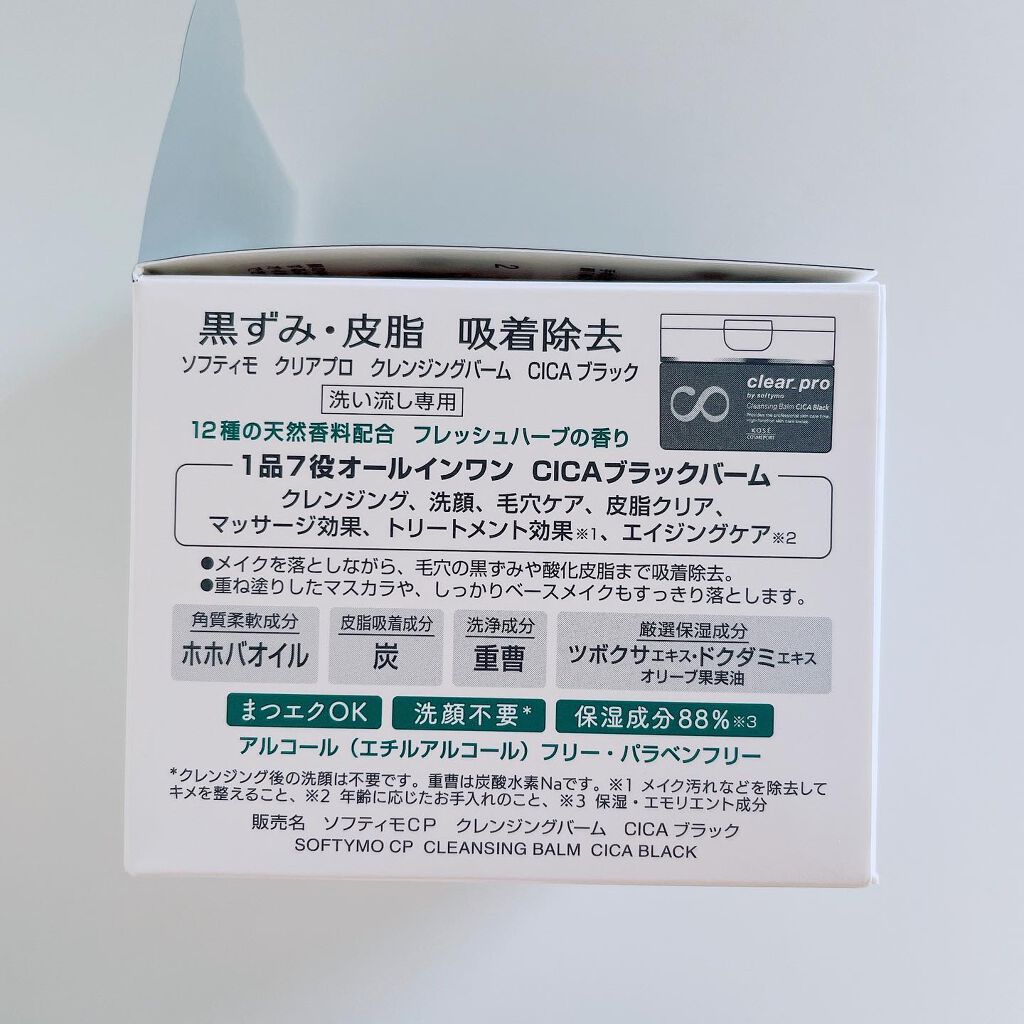 黒ずみ・皮脂 吸着除去
ソフティモ クリアプロ クレンジングバーム CICA ブラック
洗い流し専用
12種の天然香料配合 フレッシュハーブの香り
clear_pro
by softymo
Cleansing Balm CICA Black
KOSÉ
COSMEPORT
1品7役オールインワン CICAブラックバーム
クレンジング、洗顔、毛穴ケア、皮脂クリア、
マッサージ効果、トリートメント効果※1、エイジングケア※2
●メイクを落としながら、毛穴の黒ずみや酸化皮脂まで吸着除去。
●重ね塗りしたマスカラや、しっかりベースメイクもすっきり落とします。
角質柔軟成分
ホホバオイル
皮脂吸着成分
炭
洗浄成分
重曹
厳選保湿成分
ツボクサエキス・ドクダミエキス
オリーブ果実油
まつエクOK
洗顔不要*
保湿成分88%※3
アルコール（エチルアルコール）フリー・パラベンフリー
*クレンジング後の洗顔は不要です。重曹は炭酸水素Naです。※1 メイク汚れなどを除去して
キメを整えること、※2 年齢に応じたお手入れのこと、※3 保湿・エモリエント成分
販売名 ソフティモCP クレンジングバーム CICA ブラック
SOFTYMO CP CLEANSING BALM CICA BLACK